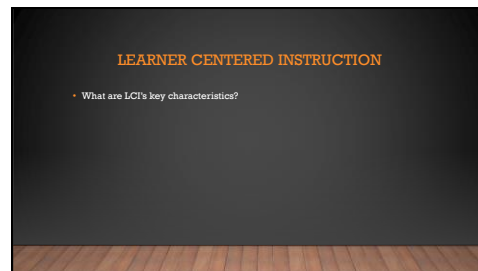 LEARNER CENTERED INSTRUCTION
• What are LCI's key characteristics?